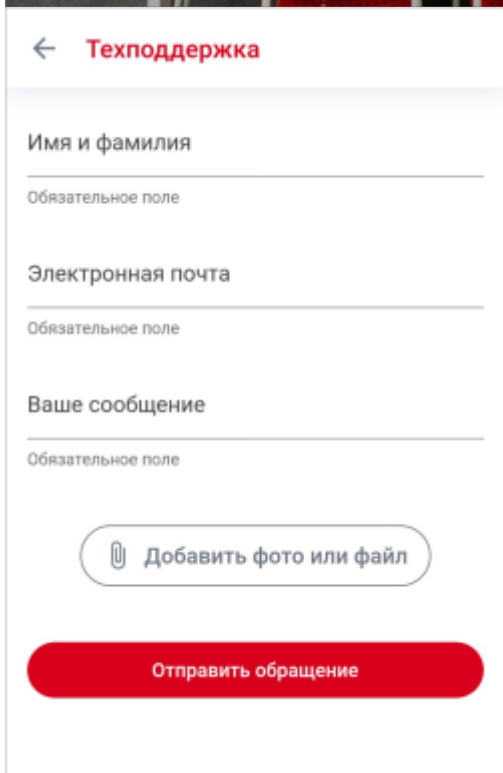 Техподдержка
Имя и фамилия
Обязательное поле
Электронная почта
Обязательное поле
Ваше сообщение
Обязательное поле
Добавить фото или файл
Отправить обращение